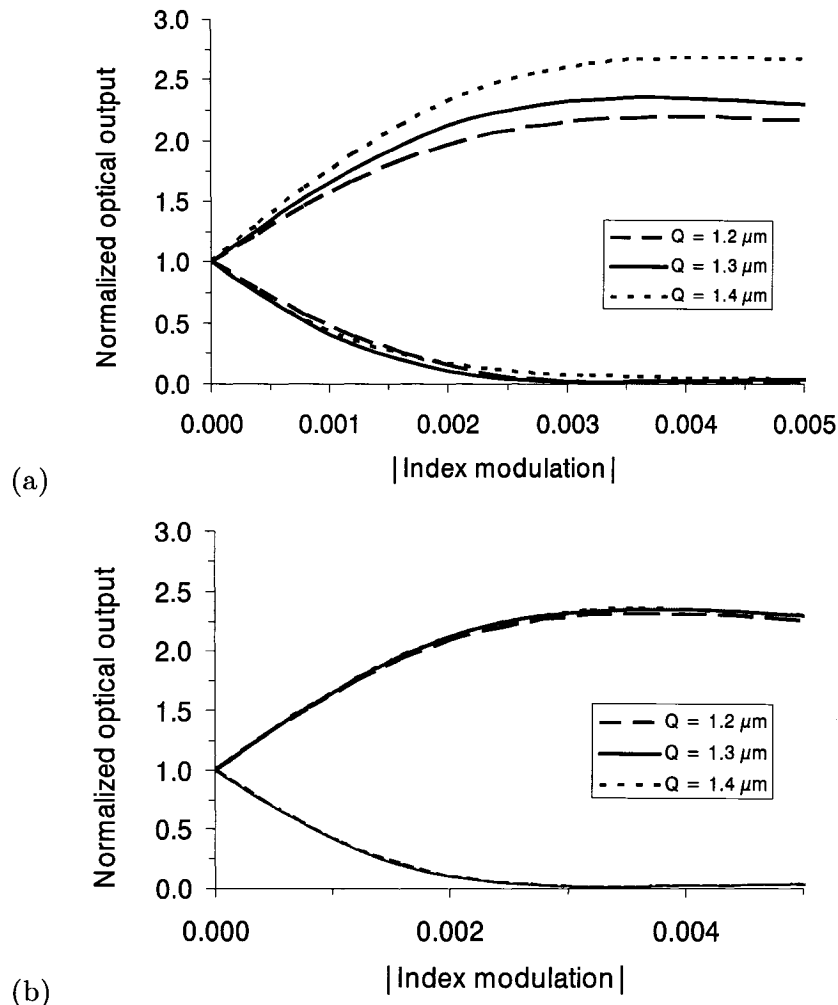 3.0
2.5
2.0
1.5
1.0
0.5
0.0
Normalized optical output
Q = 1.2 μm
Q = 1.3 μm
Q = 1.4 μm
0.000 0.001 0.002 0.003 0.004 0.005
|Index modulation|
(a)
3.0
2.5
2.0
1.5
1.0
0.5
0.0
Normalized optical output
Q = 1.2 μm
Q = 1.3 μm
Q = 1.4 μm
0.000 0.002 0.004
|Index modulation|
(b)